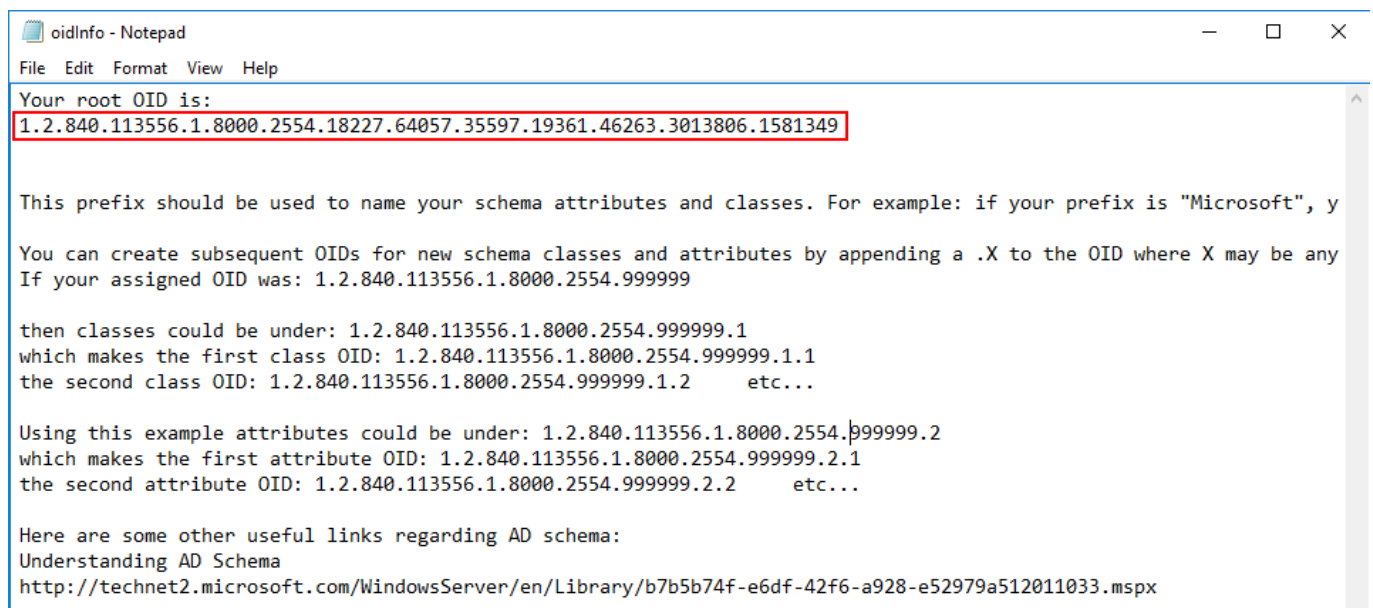 oidInfo - Notepad
File Edit Format View Help
Your root OID is:
1.2.840.113556.1.8000.2554.18227.64057.35597.19361.46263.3013806.1581349
This prefix should be used to name your schema attributes and classes. For example: if your prefix is "Microsoft", y
You can create subsequent OIDs for new schema classes and attributes by appending a .X to the OID where X may be any
If your assigned OID was: 1.2.840.113556.1.8000.2554.999999
then classes could be under: 1.2.840.113556.1.8000.2554.999999.1
which makes the first class OID: 1.2.840.113556.1.8000.2554.999999.1.1
the second class OID: 1.2.840.113556.1.8000.2554.999999.1.2 etc...
Using this example attributes could be under: 1.2.840.113556.1.8000.2554.999999.2
which makes the first attribute OID: 1.2.840.113556.1.8000.2554.999999.2.1
the second attribute OID: 1.2.840.113556.1.8000.2554.999999.2.2 etc...
Here are some other useful links regarding AD schema:
Understanding AD Schema
http://technet2.microsoft.com/WindowsServer/en/Library/b7b5b74f-e6df-42f6-a928-e52979a512011033.mspx